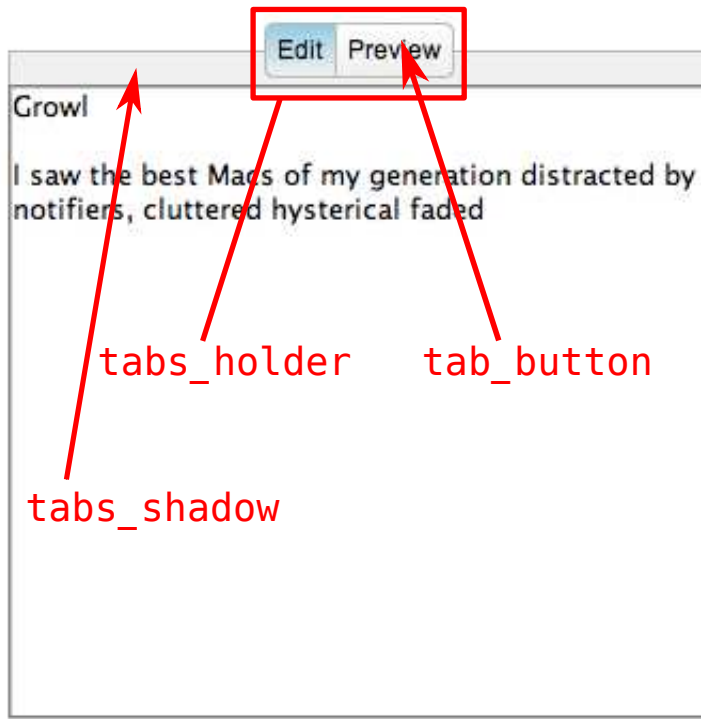 Edit Preview
Growl
I saw the best Macs of my generation distracted by
notifiers, cluttered hysterical faded
tabs_holder tab_button
tabs_shadow